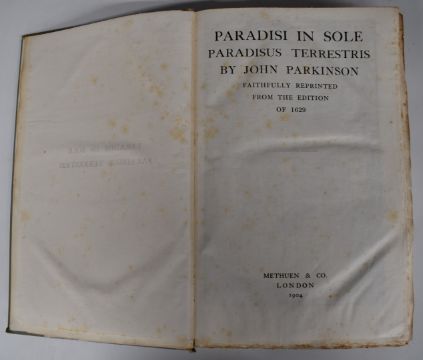 PARADISI IN SOLE
PARADISUS TERRESTRIS
BY JOHN PARKINSON
FAITHFULLY REPRINTED
FROM THE EDITION
OF 1629
METHUEN & CO.
LONDON
1904